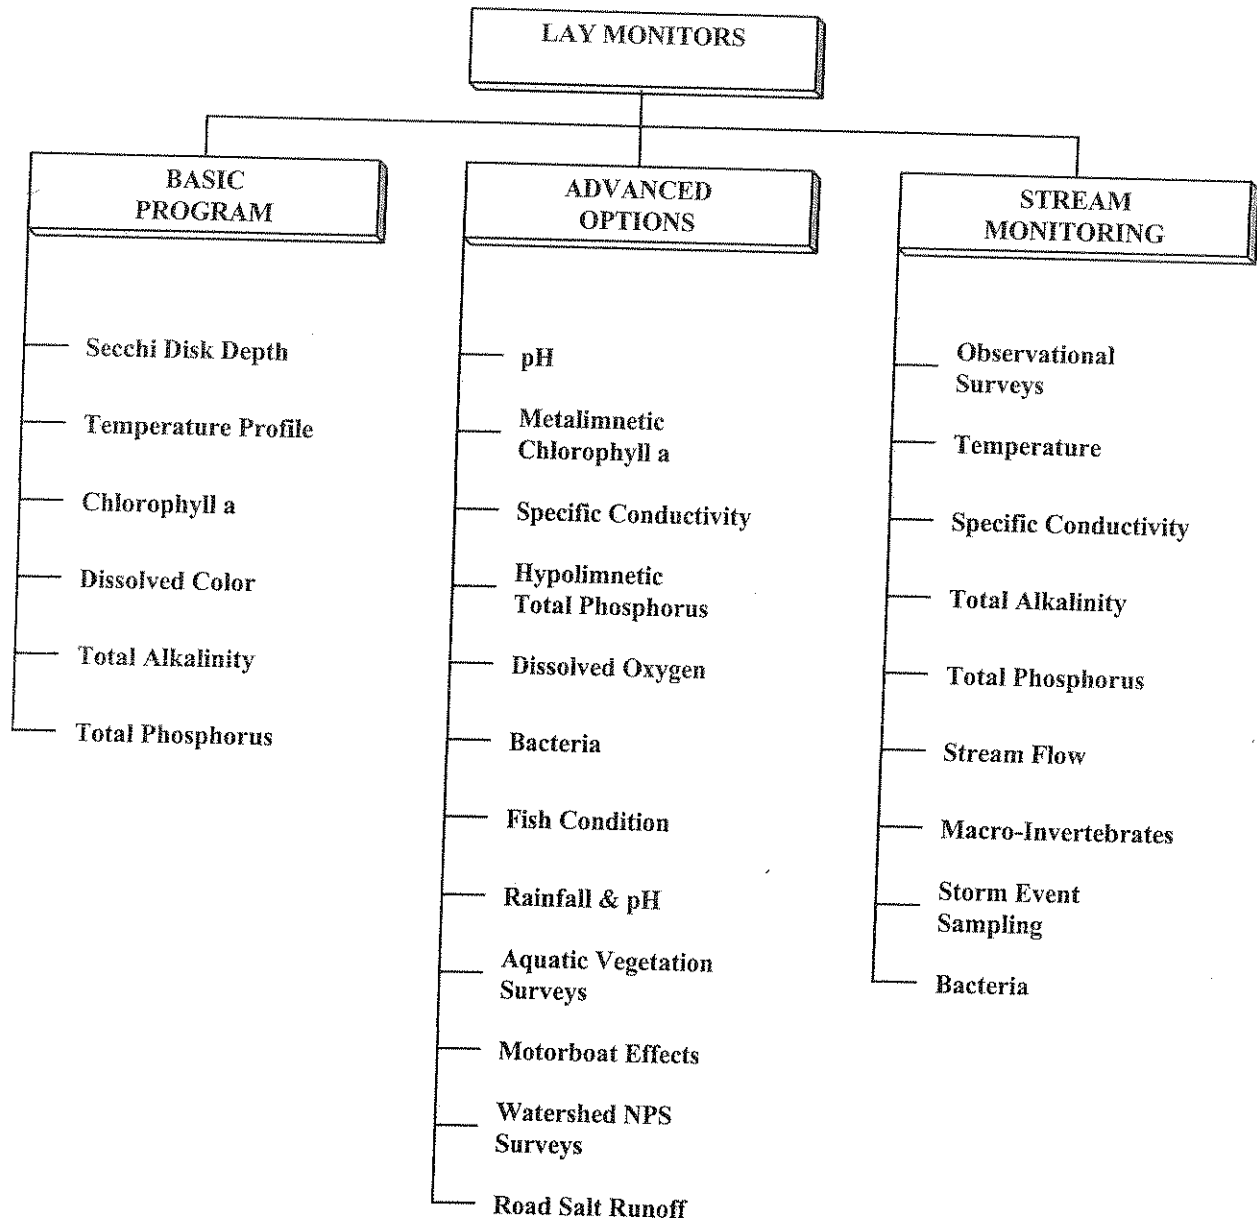 LAY MONITORS
BASIC
PROGRAM
Secchi Disk Depth
Temperature Profile
Chlorophyll a
Dissolved Color
Total Alkalinity
Total Phosphorus
ADVANCED
OPTIONS
pH
Metalimnetic
Chlorophyll a
Specific Conductivity
Hypolimnetic
Total Phosphorus
Dissolved Oxygen
Bacteria
Fish Condition
Rainfall & pH
Aquatic Vegetation
Surveys
Motorboat Effects
Watershed NPS
Surveys
Road Salt Runoff
STREAM
MONITORING
Observational
Surveys
Temperature
Specific Conductivity
Total Alkalinity
Total Phosphorus
Stream Flow
Macro-Invertebrates
Storm Event
Sampling
Bacteria